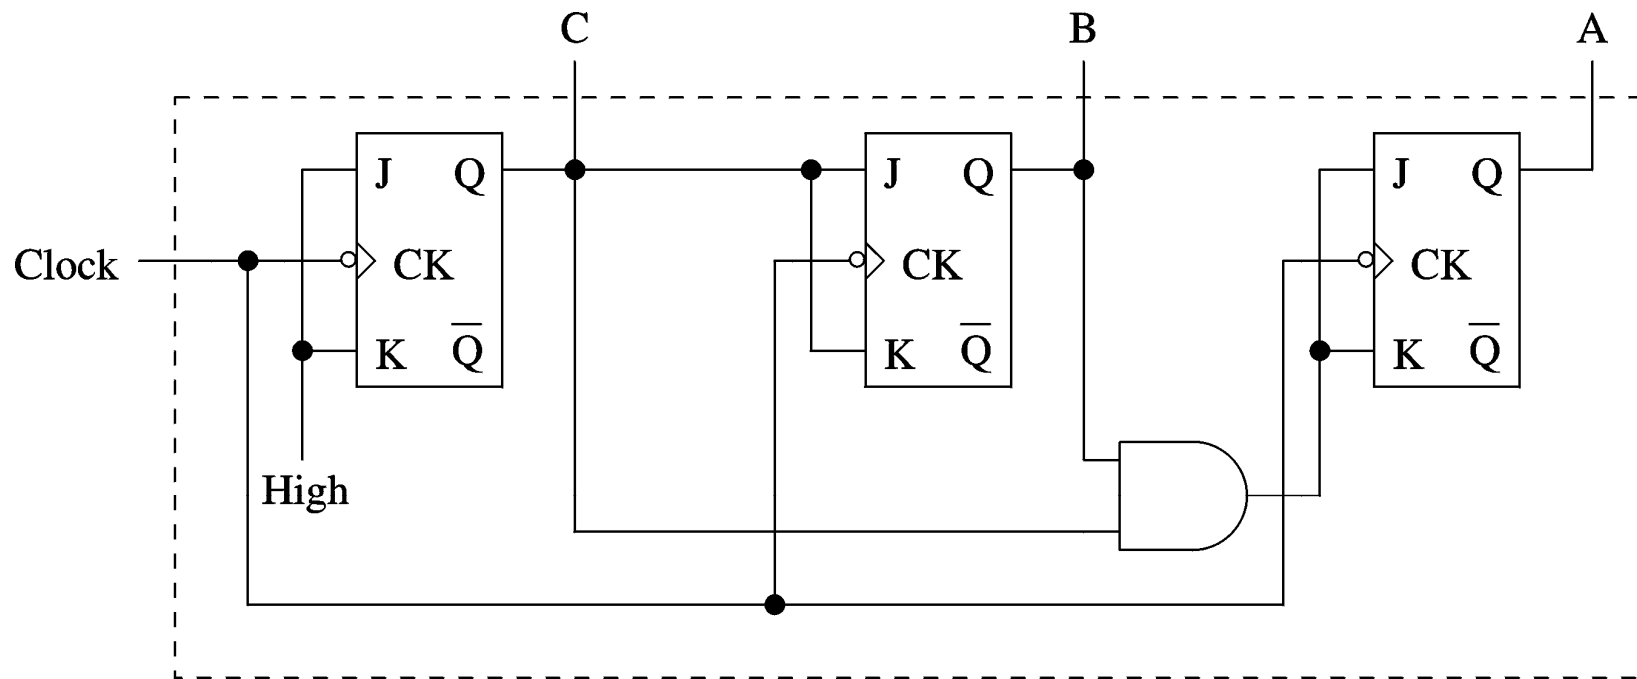 C B A
J Q J Q J Q
Clock CK CK CK
K Q̅ K Q̅ K Q̅
High